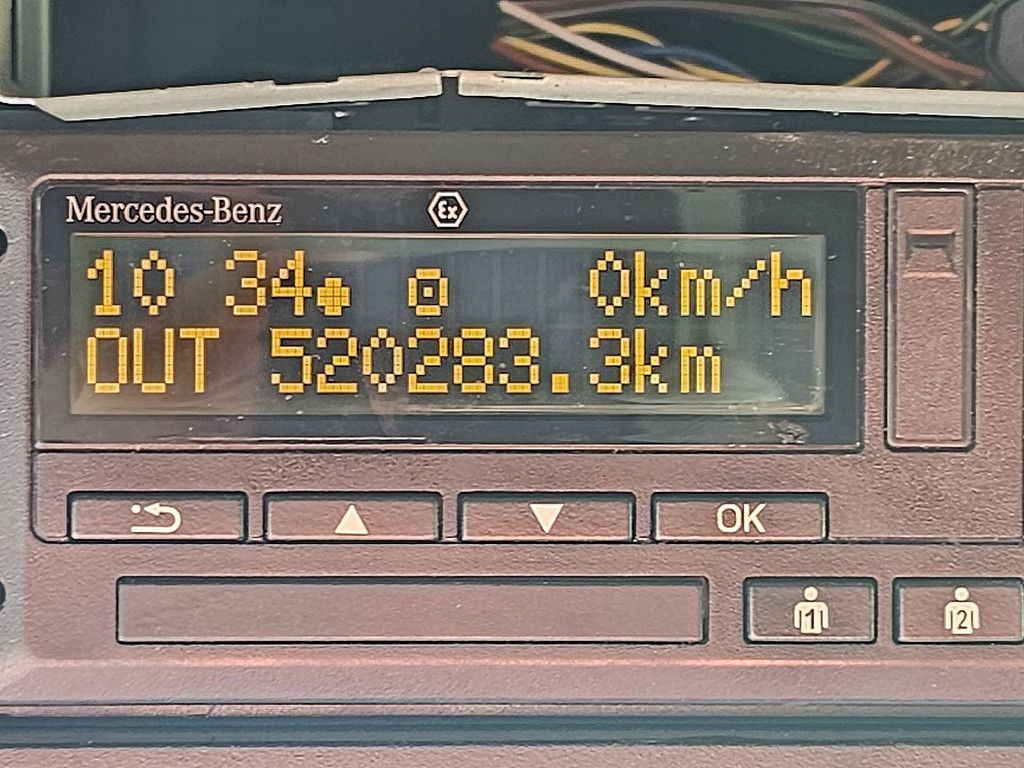 Mercedes-Benz
Ex
10 34 0km/h
OUT 520283.3km
OK
1
2